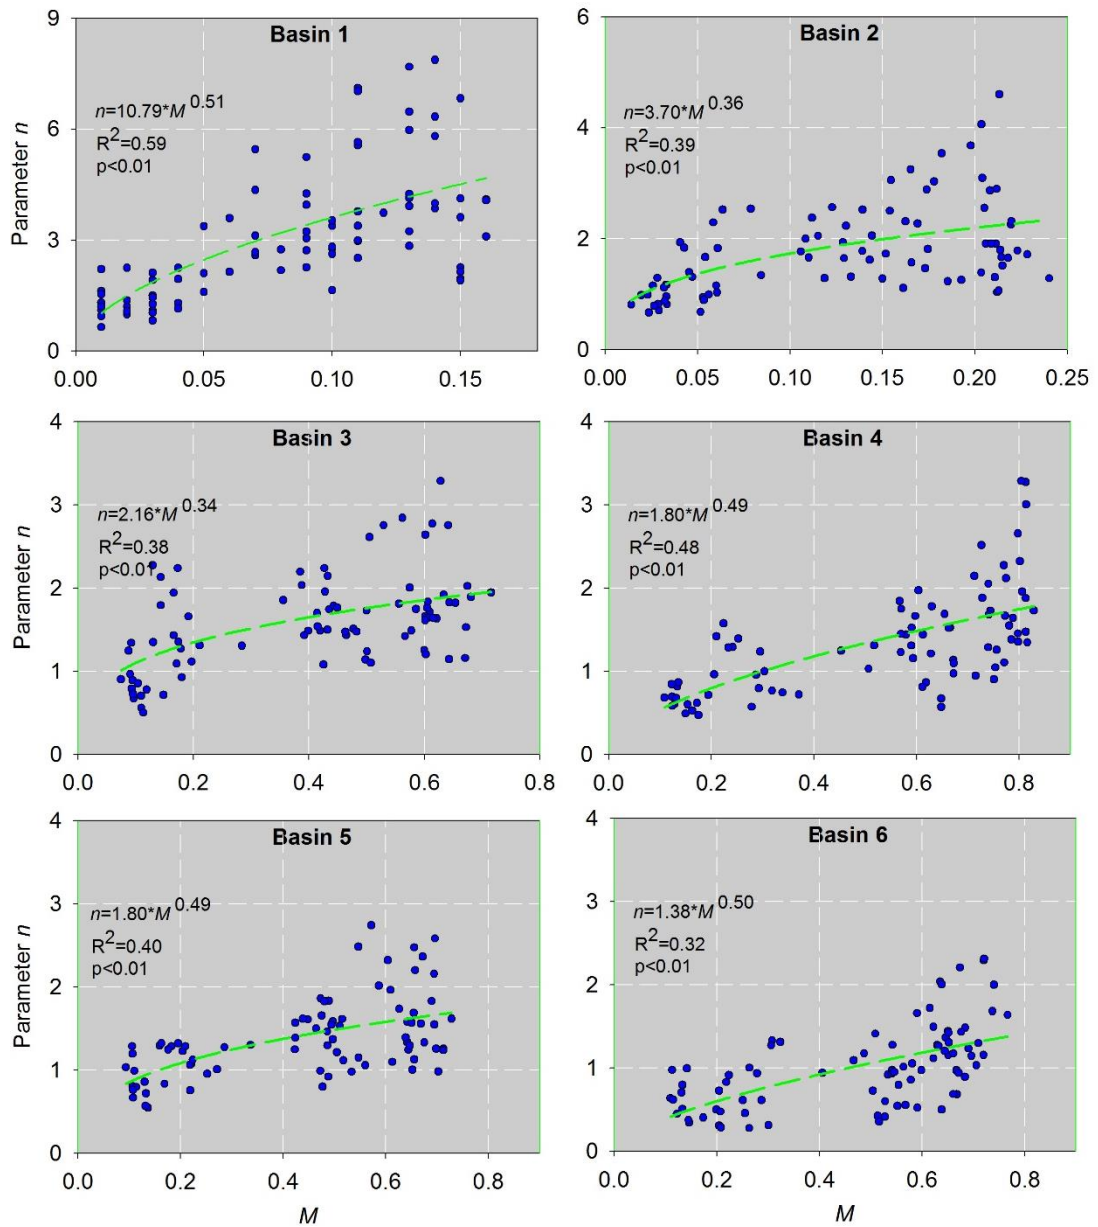 Basin 1
n=10.79*M^0.51
R^2=0.59
p<0.01
Parameter n
9
6
3
0
0.00 0.05 0.10 0.15
Basin 2
n=3.70*M^0.36
R^2=0.39
p<0.01
6
4
2
0
0.00 0.05 0.10 0.15 0.20 0.25
Basin 3
n=2.16*M^0.34
R^2=0.38
p<0.01
Parameter n
4
3
2
1
0
0.0 0.2 0.4 0.6 0.8
Basin 4
n=1.80*M^0.49
R^2=0.48
p<0.01
4
3
2
1
0
0.0 0.2 0.4 0.6 0.8
Basin 5
n=1.80*M^0.49
R^2=0.40
p<0.01
Parameter n
4
3
2
1
0
0.0 0.2 0.4 0.6 0.8
M
Basin 6
n=1.38*M^0.50
R^2=0.32
p<0.01
4
3
2
1
0
0.0 0.2 0.4 0.6 0.8
M